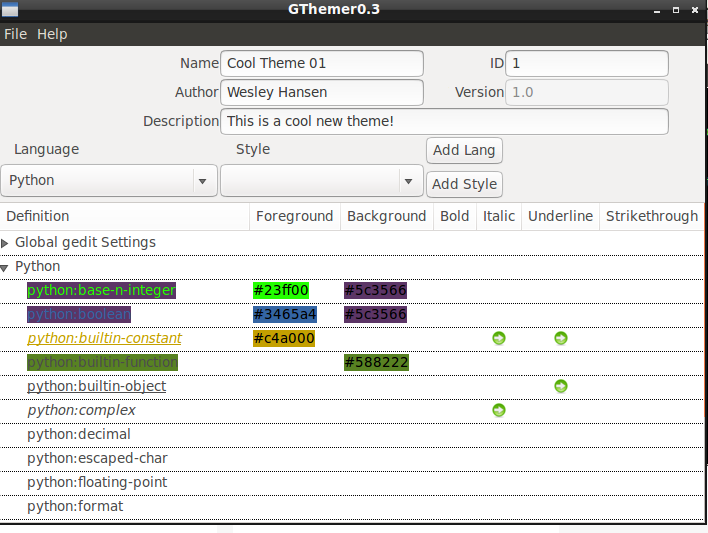 GThemer0.3
File Help
Name Cool Theme 01 ID 1
Author Wesley Hansen Version 1.0
Description This is a cool new theme!
Language Style Add Lang
Python Add Style
Definition Foreground Background Bold Italic Underline Strikethrough
Global gedit Settings
Python
python:base-n-integer #23ff00 #5c3566
python:boolean #3465a4 #5c3566
python:builtin-constant #c4a000
python:builtin-function #588222
python:builtin-object
python:complex
python:decimal
python:escaped-char
python:floating-point
python:format